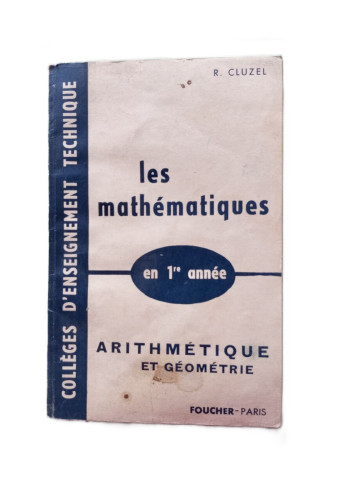 R. CLUZEL
COLLÈGES D'ENSEIGNEMENT TECHNIQUE
les
mathématiques
en 1re année
ARITHMÉTIQUE
ET GÉOMÉTRIE
FOUCHER-PARIS